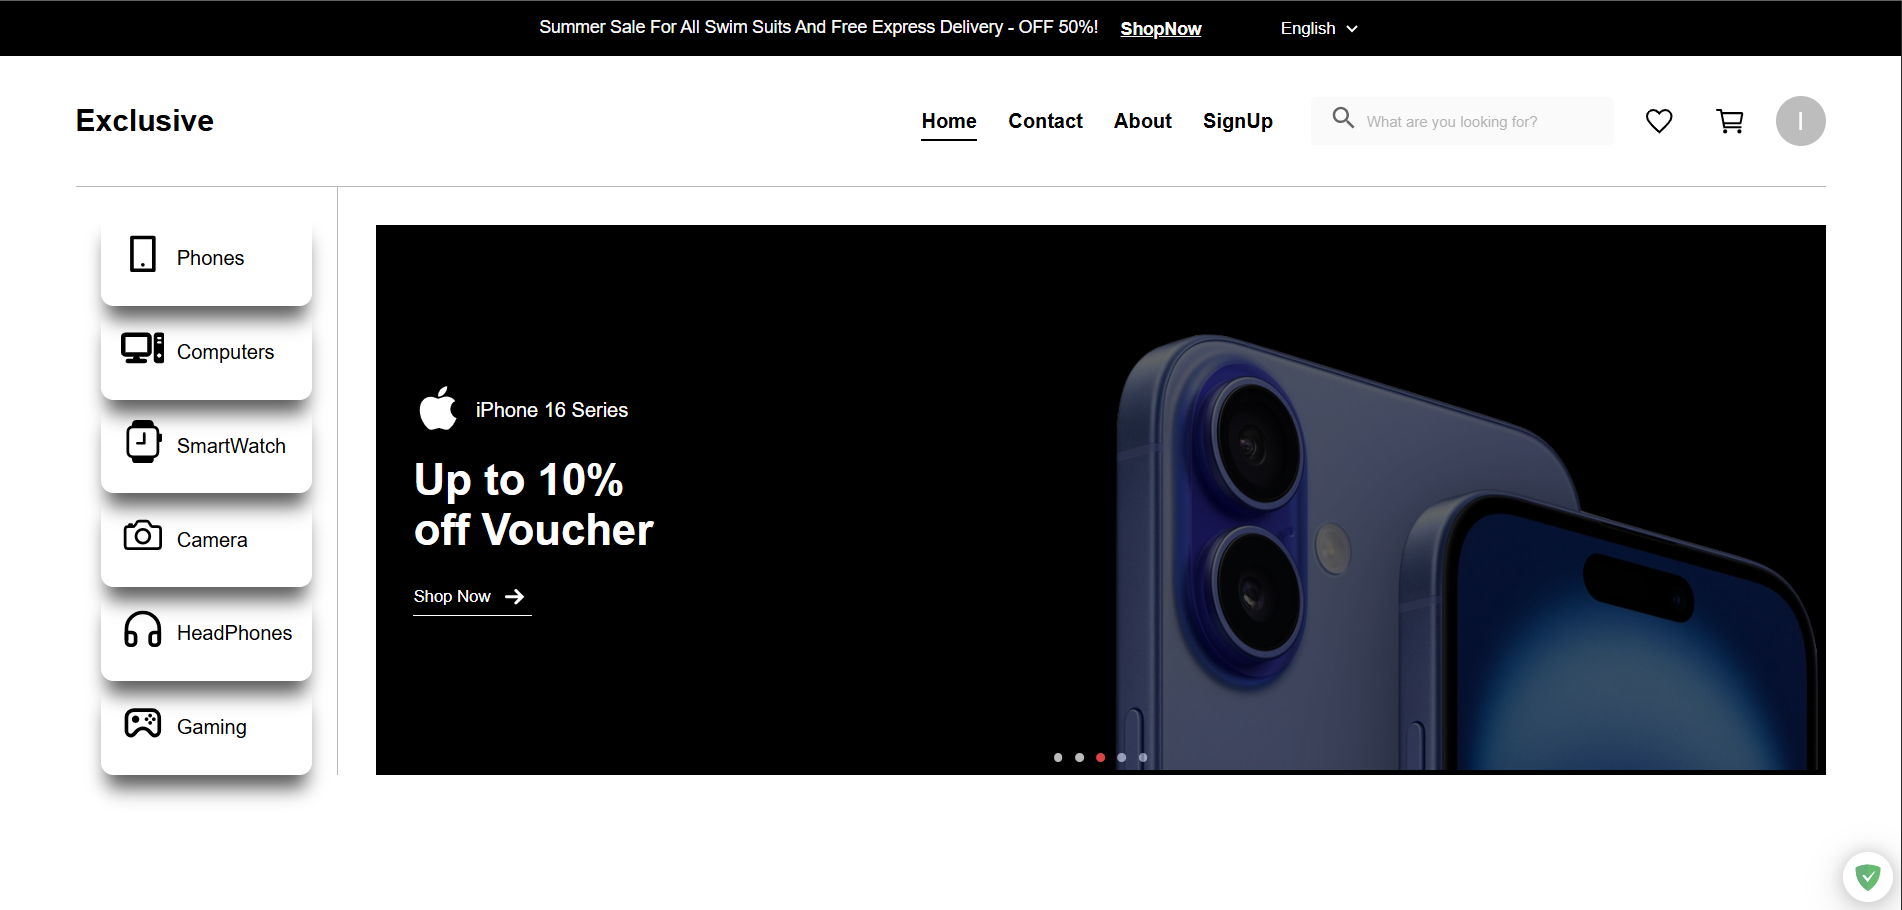 Summer Sale For All Swim Suits And Free Express Delivery - OFF 50%! ShopNow English
Exclusive Home Contact About SignUp What are you looking for? I
Phones
Computers
SmartWatch
Camera
HeadPhones
Gaming
iPhone 16 Series
Up to 10%
off Voucher
Shop Now